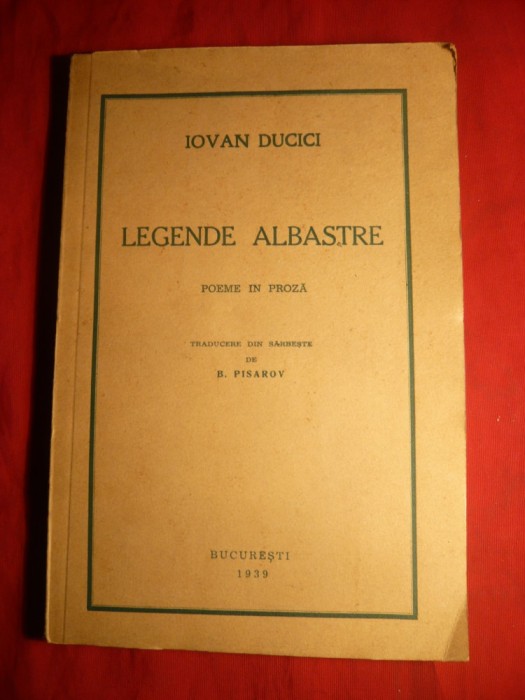 IOVAN DUCICI
LEGENDE ALBASTRE
POEME IN PROZĂ
TRADUCERE DIN SÂRBEȘTE
DE
B. PISAROV
BUCUREȘTI
1939